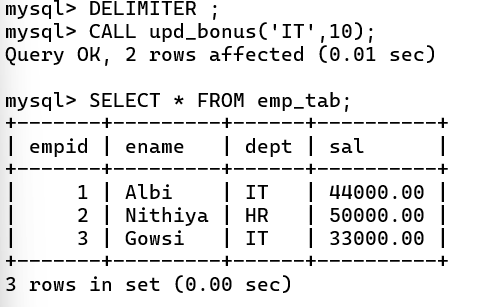 mysql> DELIMITER ;
mysql> CALL upd_bonus('IT',10);
Query OK, 2 rows affected (0.01 sec)
mysql> SELECT * FROM emp_tab;
+-------+---------+------+----------+
| empid | ename   | dept | sal      |
+-------+---------+------+----------+
|     1 | Albi    | IT   | 44000.00 |
|     2 | Nithiya | HR   | 50000.00 |
|     3 | Gowsi   | IT   | 33000.00 |
+-------+---------+------+----------+
3 rows in set (0.00 sec)